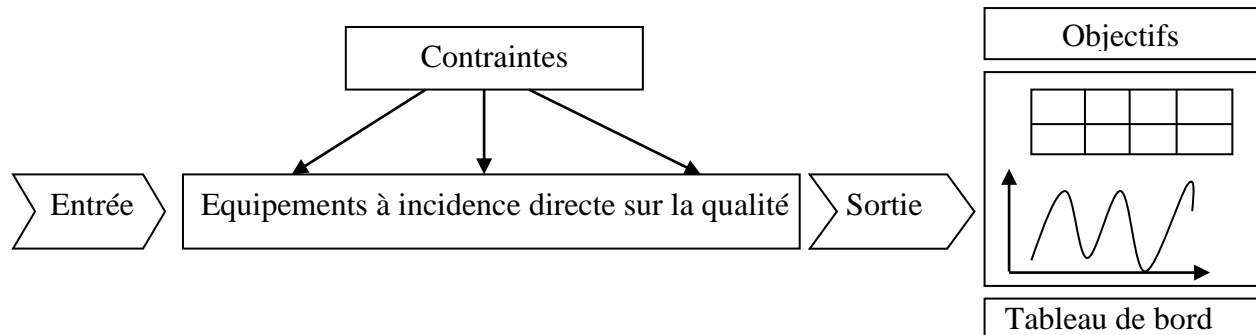 Objectifs
Contraintes
Entrée
Equipements à incidence directe sur la qualité
Sortie
Tableau de bord